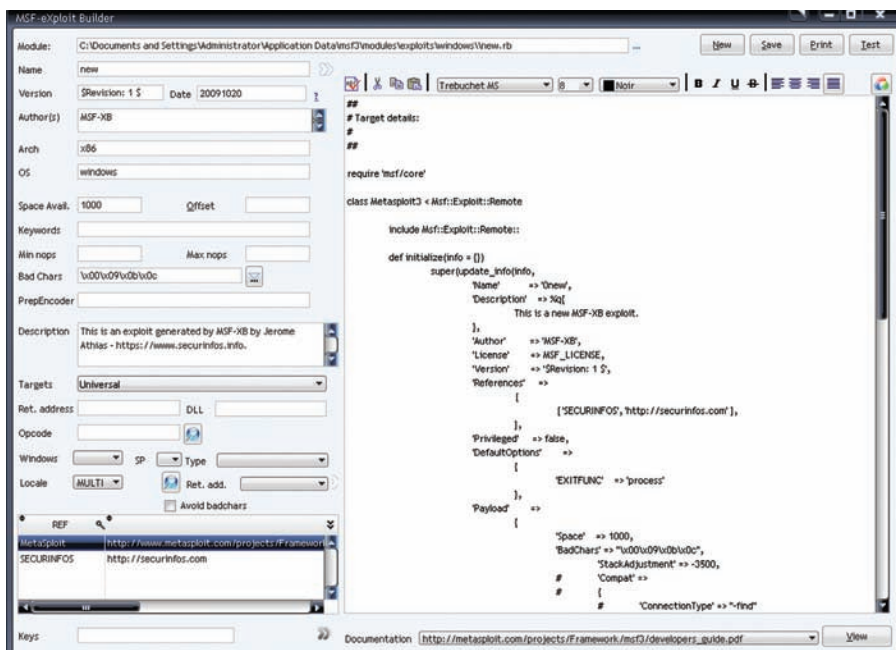 MSF-eXploit Builder
Module: C:\Documents and Settings\Administrator\Application Data\msf3\modules\exploits\windows\\new.rb ... New Save Print Test
Name new
Version $Revision: 1 $ Date 20091020 ?
Author(s) MSF-XB
Arch x86
OS windows
Space Avail. 1000 Offset
Keywords
Min nops Max nops
Bad Chars \x00\x09\x0b\x0c
PrepEncoder
Description This is an exploit generated by MSF-XB by Jerome
Athias - https://www.securinfos.info.
Targets Universal
Ret. address DLL
Opcode
Windows SP Type
Locale MULTI Ret. add.
Avoid badchars
REF
MetaSploit http://www.metasploit.com/projects/Framework
SECURINFOS http://securinfos.com
Keys
Trebuchet MS 8 Noir B I U
##
# Target details:
#
##
require 'msf/core'
class Metasploit3 < Msf::Exploit::Remote
include Msf::Exploit::Remote::
def initialize(info = {})
super(update_info(info,
'Name' => '0new',
'Description' => %q{
This is a new MSF-XB exploit.
},
'Author' => 'MSF-XB',
'License' => MSF_LICENSE,
'Version' => '$Revision: 1 $',
'References' =>
[
['SECURINFOS', 'http://securinfos.com' ],
],
'Privileged' => false,
'DefaultOptions' =>
{
'EXITFUNC' => 'process'
},
'Payload' =>
{
'Space' => 1000,
'BadChars' => "\x00\x09\x0b\x0c",
'StackAdjustment' => -3500,
# 'Compat' =>
# {
# 'ConnectionType' => "-find"
Documentation http://metasploit.com/projects/Framework/msf3/developers_guide.pdf View